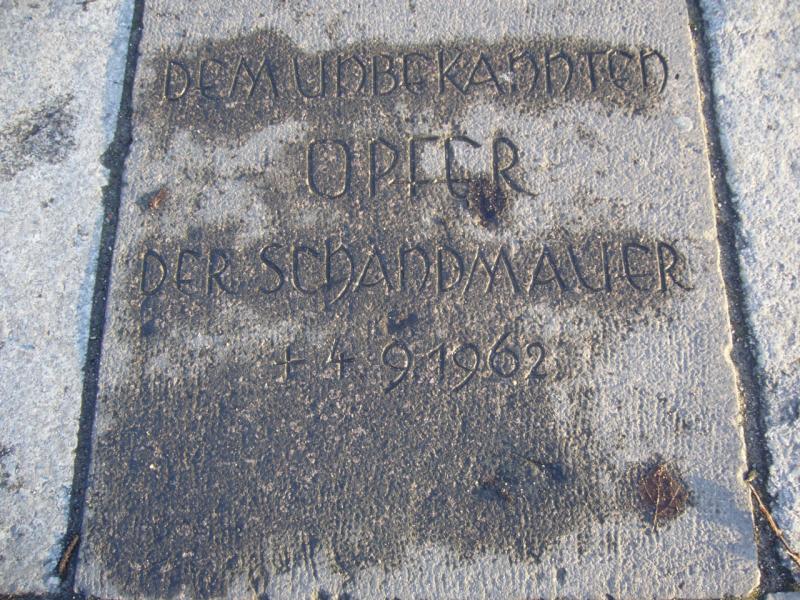 DEM UNBEKANNTEN
OPFER
DER SCHANDMAUER
+ 4 9.1962